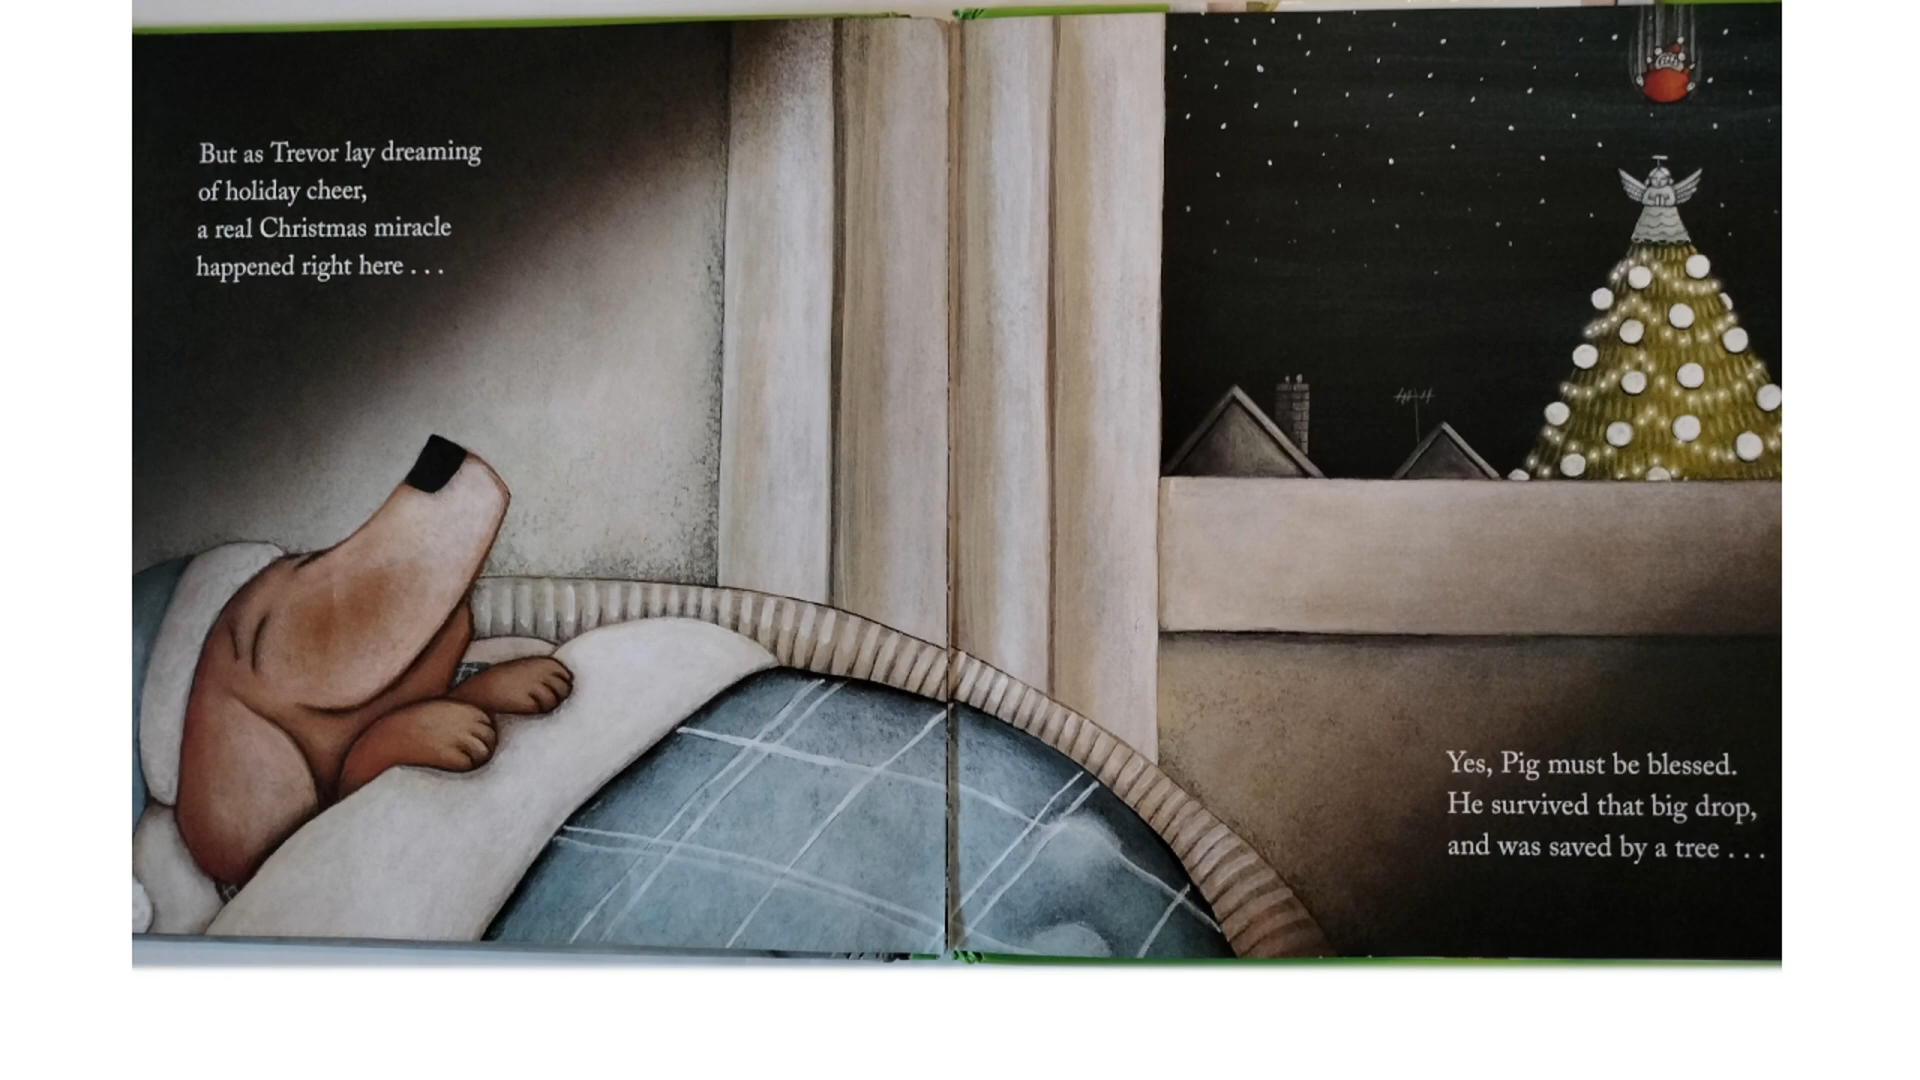 But as Trevor lay dreaming
of holiday cheer,
a real Christmas miracle
happened right here . . .
Yes, Pig must be blessed.
He survived that big drop,
and was saved by a tree . . .